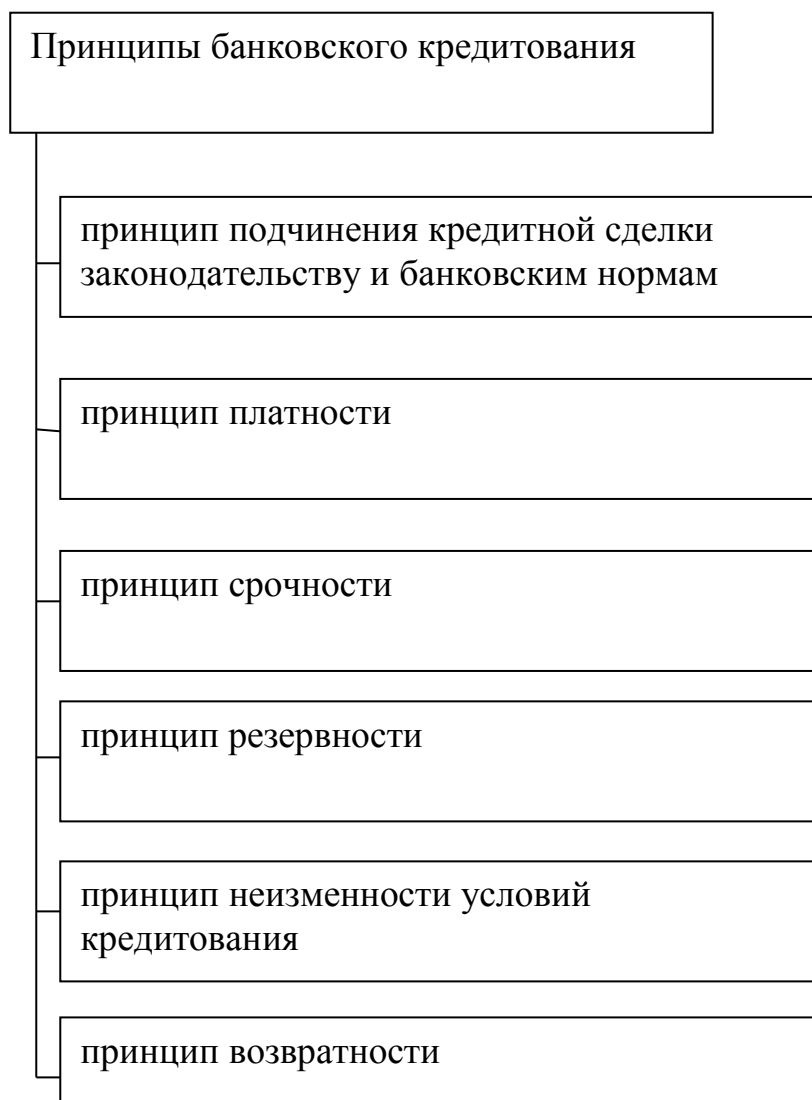 Принципы банковского кредитования
принцип подчинения кредитной сделки
законодательству и банковским нормам
принцип платности
принцип срочности
принцип резервности
принцип неизменности условий
кредитования
принцип возвратности